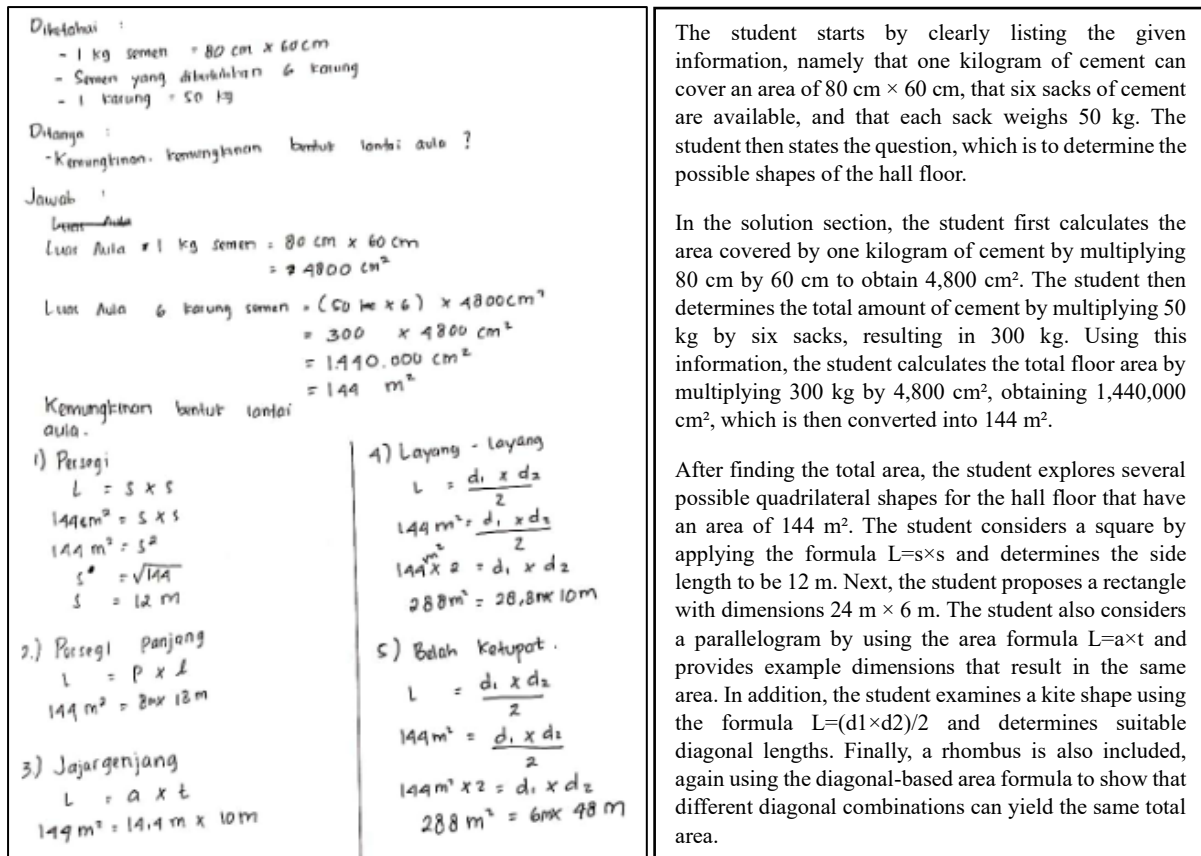 Diketahui :
- 1 kg semen = 80 cm x 60 cm
- Semen yang dibutuhkan 6 karung
- 1 karung = 50 kg
Ditanya :
- Kemungkinan-kemungkinan bentuk lantai aula ?
Jawab :
Luas Aula
Luas Aula 1 kg semen = 80 cm x 60 cm
= 4800 cm²
Luas Aula 6 karung semen = (50 x 6) x 4800 cm²
= 300 x 4800 cm²
= 1.440.000 cm²
= 144 m²
Kemungkinan bentuk lantai
aula.
1) Persegi
L = s x s
144 cm² = s x s
144 m² = s²
s = √144
s = 12 m
2.) Persegi Panjang
L = p x l
144 m² = 8m x 18 m
3) Jajargenjang
L = a x t
144 m² = 14,4 m x 10 m
4) Layang - layang
L = d₁ x d₂
2
144 m² = d₁ x d₂
2
144 m² x 2 = d₁ x d₂
288 m² = 28,8m x 10m
5) Belah Ketupat.
L = d₁ x d₂
2
144 m² = d₁ x d₂
2
144 m² x 2 = d₁ x d₂
288 m² = 6m x 48 m
The student starts by clearly listing the given
information, namely that one kilogram of cement can
cover an area of 80 cm × 60 cm, that six sacks of cement
are available, and that each sack weighs 50 kg. The
student then states the question, which is to determine the
possible shapes of the hall floor.
In the solution section, the student first calculates the
area covered by one kilogram of cement by multiplying
80 cm by 60 cm to obtain 4,800 cm². The student then
determines the total amount of cement by multiplying 50
kg by six sacks, resulting in 300 kg. Using this
information, the student calculates the total floor area by
multiplying 300 kg by 4,800 cm², obtaining 1,440,000
cm², which is then converted into 144 m².
After finding the total area, the student explores several
possible quadrilateral shapes for the hall floor that have
an area of 144 m². The student considers a square by
applying the formula L=s×s and determines the side
length to be 12 m. Next, the student proposes a rectangle
with dimensions 24 m × 6 m. The student also considers
a parallelogram by using the area formula L=a×t and
provides example dimensions that result in the same
area. In addition, the student examines a kite shape using
the formula L=(d1×d2)/2 and determines suitable
diagonal lengths. Finally, a rhombus is also included,
again using the diagonal-based area formula to show that
different diagonal combinations can yield the same total
area.